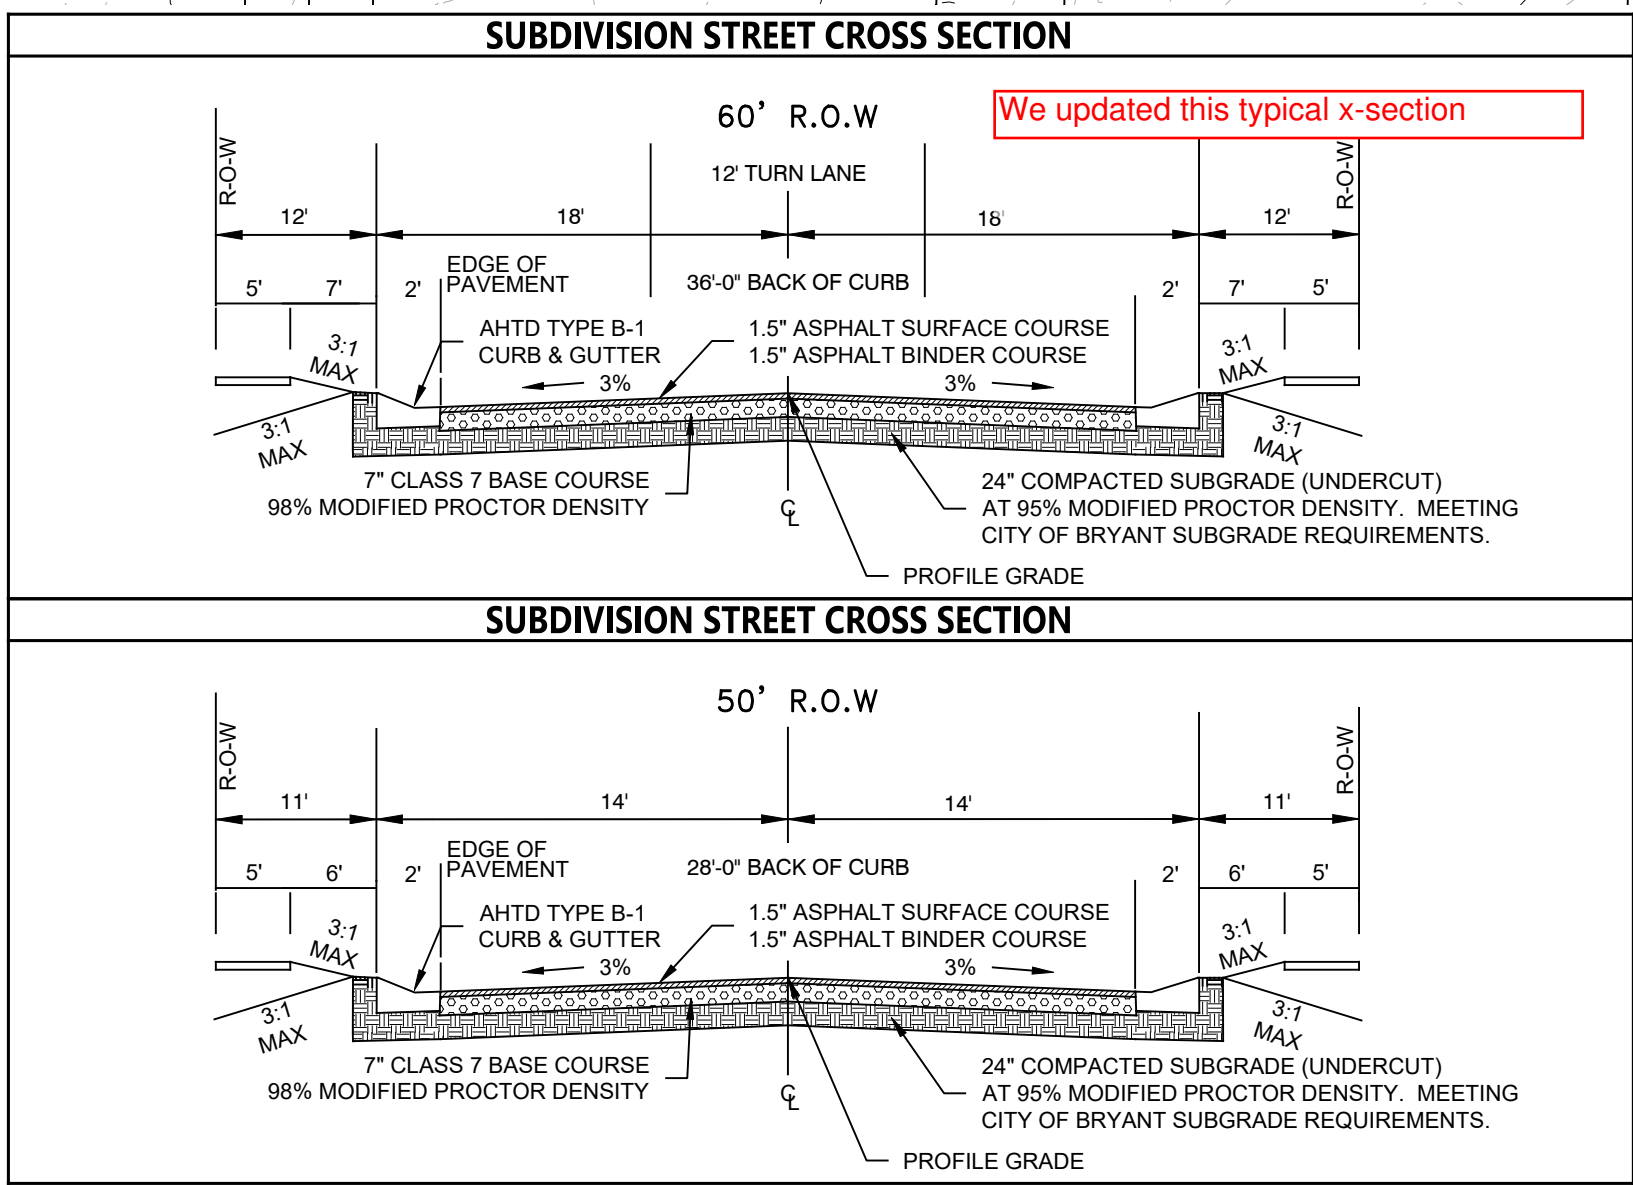 SUBDIVISION STREET CROSS SECTION
60' R.O.W
We updated this typical x-section
R-O-W
R-O-W
12' TURN LANE
12'
18'
18'
12'
EDGE OF
PAVEMENT
5'
7'
2'
36'-0" BACK OF CURB
2'
7'
5'
AHTD TYPE B-1
CURB & GUTTER
1.5" ASPHALT SURFACE COURSE
1.5" ASPHALT BINDER COURSE
3:1
MAX
3:1
MAX
3%
3%
3:1
MAX
3:1
MAX
7" CLASS 7 BASE COURSE
98% MODIFIED PROCTOR DENSITY
℄
24" COMPACTED SUBGRADE (UNDERCUT)
AT 95% MODIFIED PROCTOR DENSITY. MEETING
CITY OF BRYANT SUBGRADE REQUIREMENTS.
PROFILE GRADE
SUBDIVISION STREET CROSS SECTION
50' R.O.W
R-O-W
R-O-W
11'
14'
14'
11'
EDGE OF
PAVEMENT
5'
6'
2'
28'-0" BACK OF CURB
2'
6'
5'
AHTD TYPE B-1
CURB & GUTTER
1.5" ASPHALT SURFACE COURSE
1.5" ASPHALT BINDER COURSE
3:1
MAX
3:1
MAX
3%
3%
3:1
MAX
3:1
MAX
7" CLASS 7 BASE COURSE
98% MODIFIED PROCTOR DENSITY
℄
24" COMPACTED SUBGRADE (UNDERCUT)
AT 95% MODIFIED PROCTOR DENSITY. MEETING
CITY OF BRYANT SUBGRADE REQUIREMENTS.
PROFILE GRADE